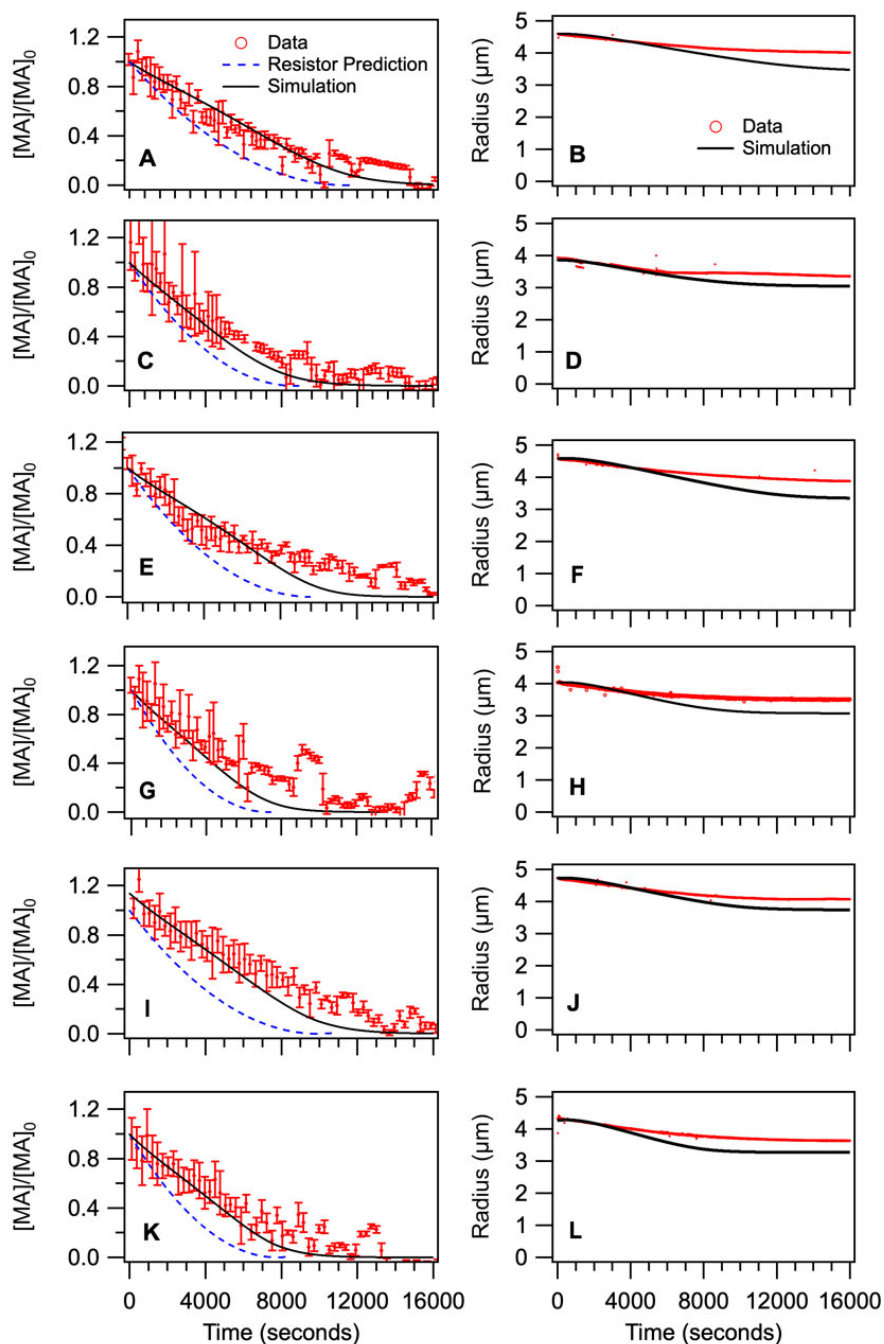 [MA]/[MA]0
1.2
0.8
0.4
0.0
Data
Resistor Prediction
Simulation
A
Radius (µm)
5
4
3
2
1
0
Data
Simulation
B
[MA]/[MA]0
1.2
0.8
0.4
0.0
C
Radius (µm)
5
4
3
2
1
0
D
[MA]/[MA]0
1.2
0.8
0.4
0.0
E
Radius (µm)
5
4
3
2
1
0
F
[MA]/[MA]0
1.2
0.8
0.4
0.0
G
Radius (µm)
5
4
3
2
1
0
H
[MA]/[MA]0
1.2
0.8
0.4
0.0
I
Radius (µm)
5
4
3
2
1
0
J
[MA]/[MA]0
1.2
0.8
0.4
0.0
K
0 4000 8000 12000 16000
Time (seconds)
Radius (µm)
5
4
3
2
1
0
L
0 4000 8000 12000 16000
Time (seconds)